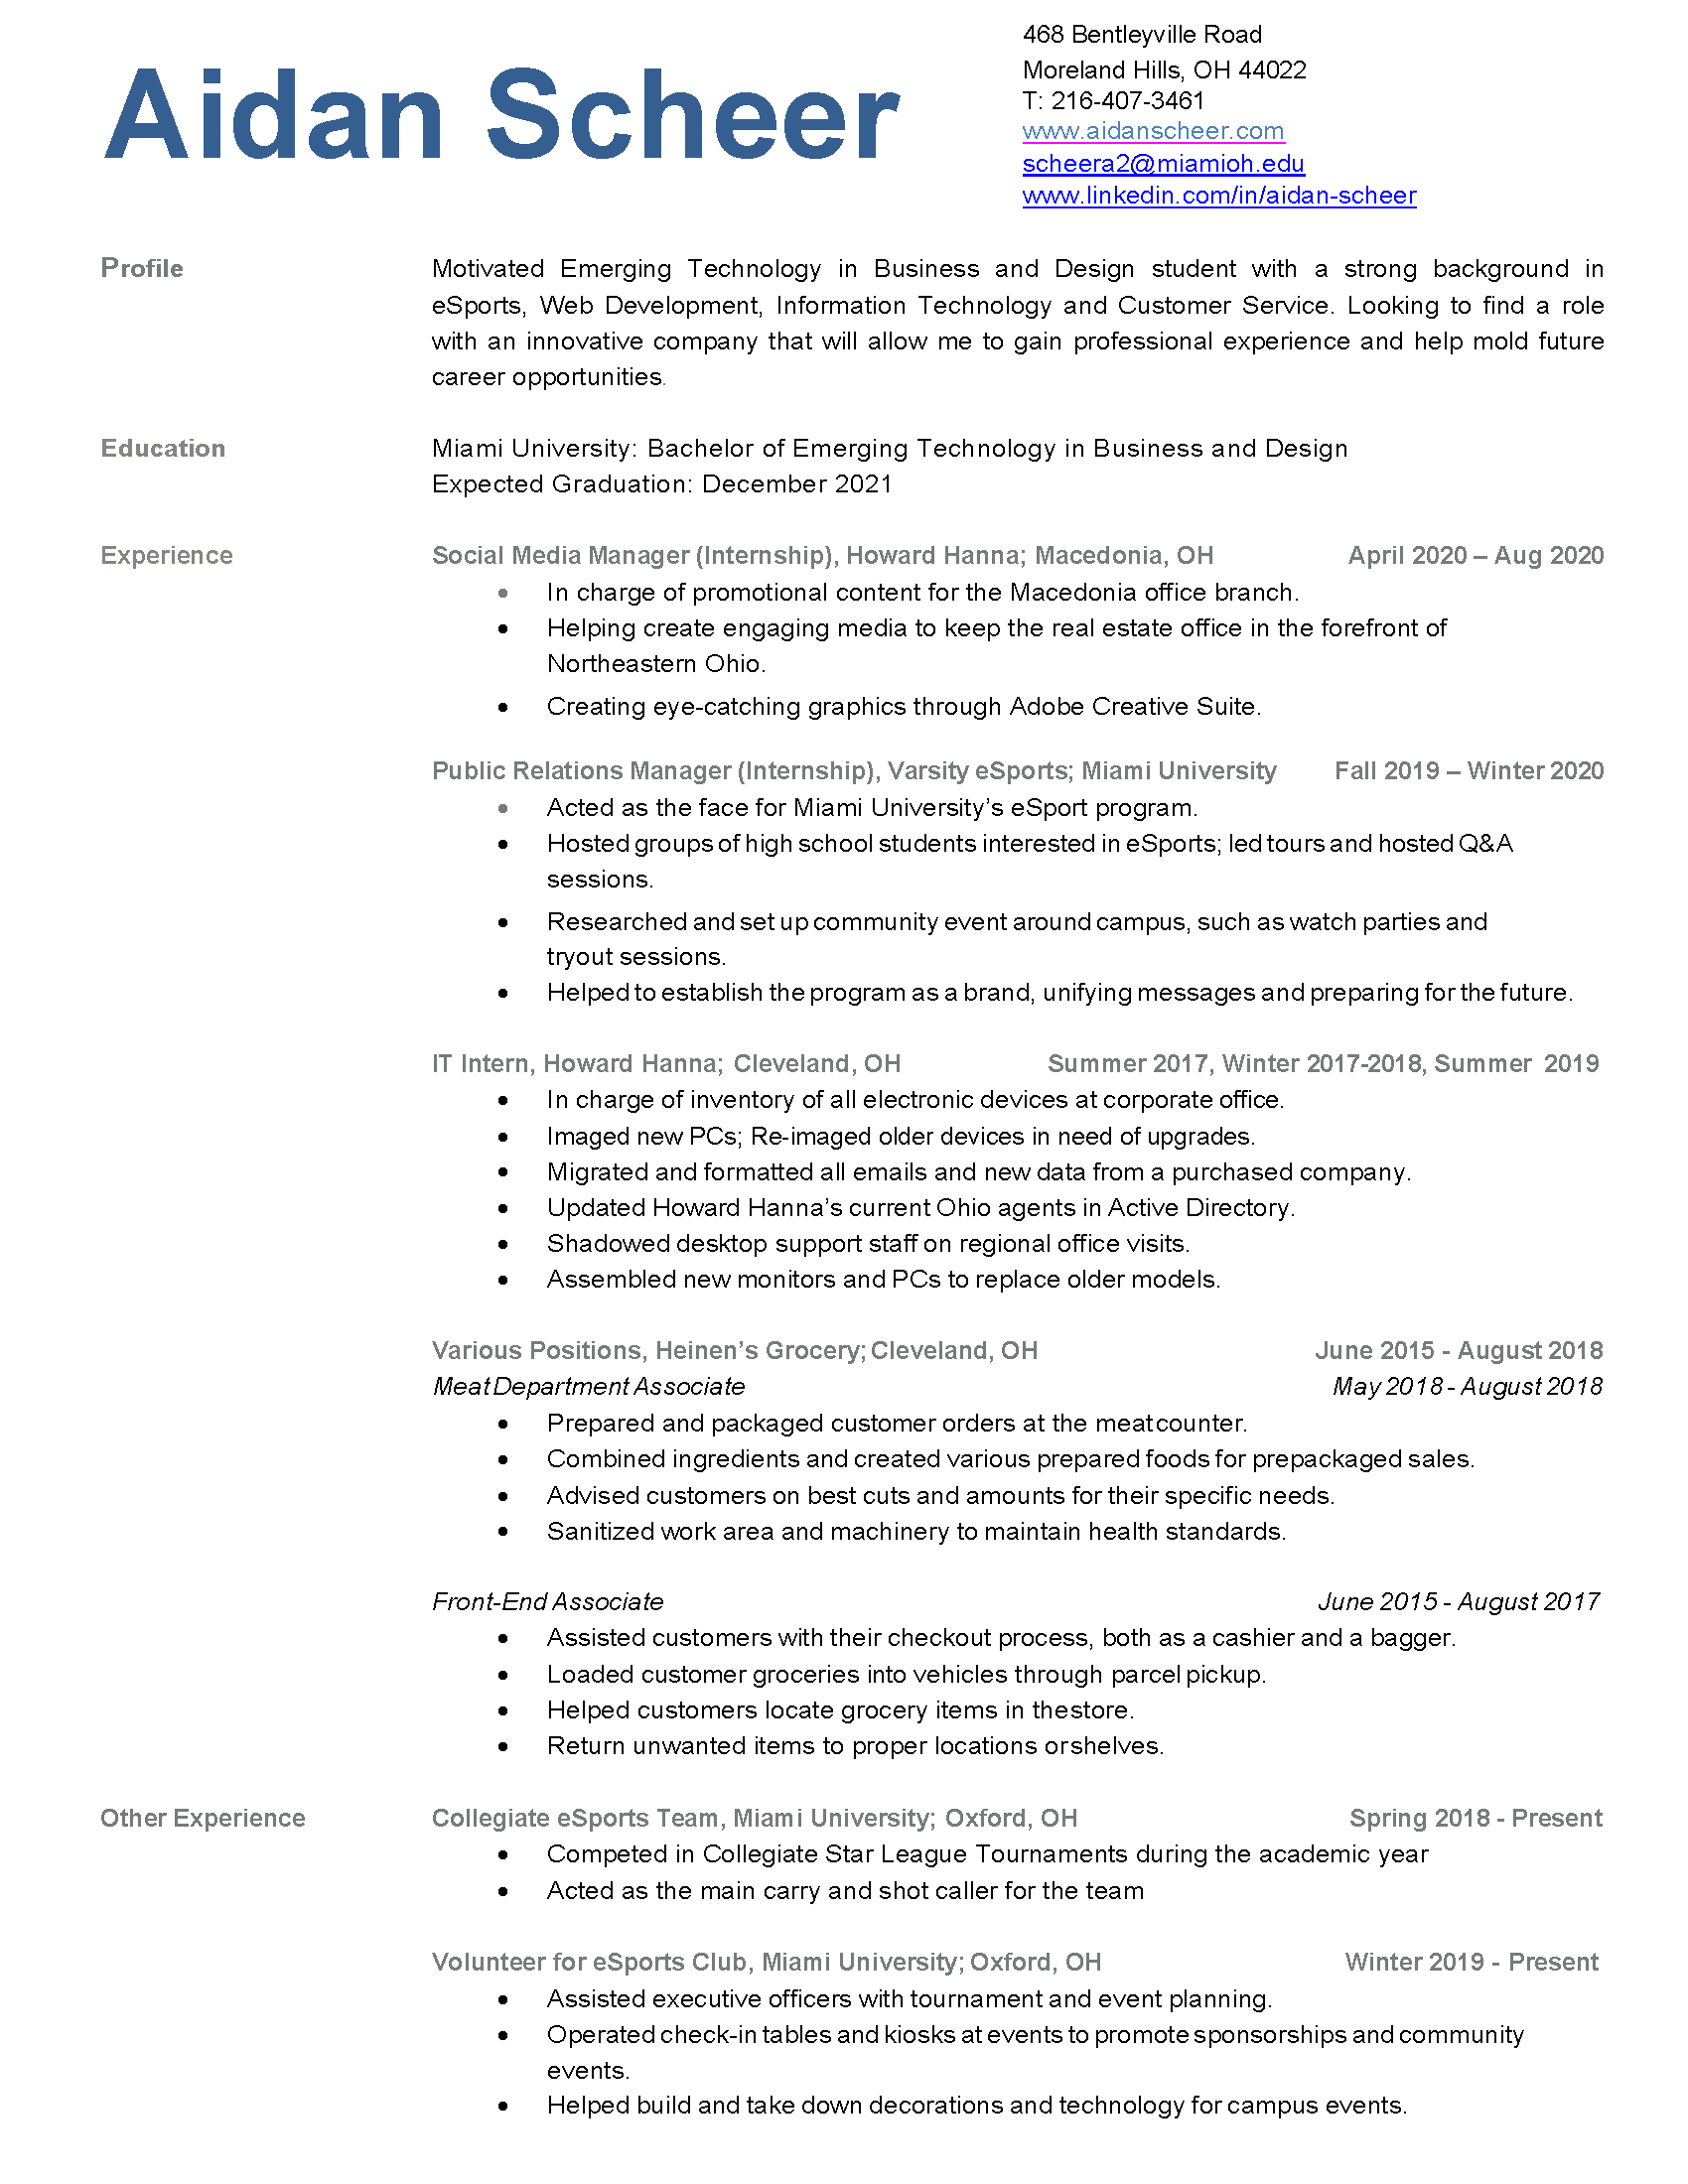 Aidan Scheer
468 Bentleyville Road
Moreland Hills, OH 44022
T: 216-407-3461
www.aidanscheer.com
scheera2@miamioh.edu
www.linkedin.com/in/aidan-scheer
Profile
Motivated Emerging Technology in Business and Design student with a strong background in
eSports, Web Development, Information Technology and Customer Service. Looking to find a role
with an innovative company that will allow me to gain professional experience and help mold future
career opportunities.
Education
Miami University: Bachelor of Emerging Technology in Business and Design
Expected Graduation: December 2021
Experience
Social Media Manager (Internship), Howard Hanna; Macedonia, OH April 2020 – Aug 2020
• In charge of promotional content for the Macedonia office branch.
• Helping create engaging media to keep the real estate office in the forefront of
Northeastern Ohio.
• Creating eye-catching graphics through Adobe Creative Suite.
Public Relations Manager (Internship), Varsity eSports; Miami University Fall 2019 – Winter 2020
• Acted as the face for Miami University’s eSport program.
• Hosted groups of high school students interested in eSports; led tours and hosted Q&A
sessions.
• Researched and set up community event around campus, such as watch parties and
tryout sessions.
• Helped to establish the program as a brand, unifying messages and preparing for the future.
IT Intern, Howard Hanna; Cleveland, OH Summer 2017, Winter 2017-2018, Summer 2019
• In charge of inventory of all electronic devices at corporate office.
• Imaged new PCs; Re-imaged older devices in need of upgrades.
• Migrated and formatted all emails and new data from a purchased company.
• Updated Howard Hanna’s current Ohio agents in Active Directory.
• Shadowed desktop support staff on regional office visits.
• Assembled new monitors and PCs to replace older models.
Various Positions, Heinen’s Grocery; Cleveland, OH June 2015 - August 2018
Meat Department Associate May 2018 - August 2018
• Prepared and packaged customer orders at the meatcounter.
• Combined ingredients and created various prepared foods for prepackaged sales.
• Advised customers on best cuts and amounts for their specific needs.
• Sanitized work area and machinery to maintain health standards.
Front-End Associate June 2015 - August 2017
• Assisted customers with their checkout process, both as a cashier and a bagger.
• Loaded customer groceries into vehicles through parcel pickup.
• Helped customers locate grocery items in thestore.
• Return unwanted items to proper locations orshelves.
Other Experience
Collegiate eSports Team, Miami University; Oxford, OH Spring 2018 - Present
• Competed in Collegiate Star League Tournaments during the academic year
• Acted as the main carry and shot caller for the team
Volunteer for eSports Club, Miami University; Oxford, OH Winter 2019 - Present
• Assisted executive officers with tournament and event planning.
• Operated check-in tables and kiosks at events to promote sponsorships and community
events.
• Helped build and take down decorations and technology for campus events.